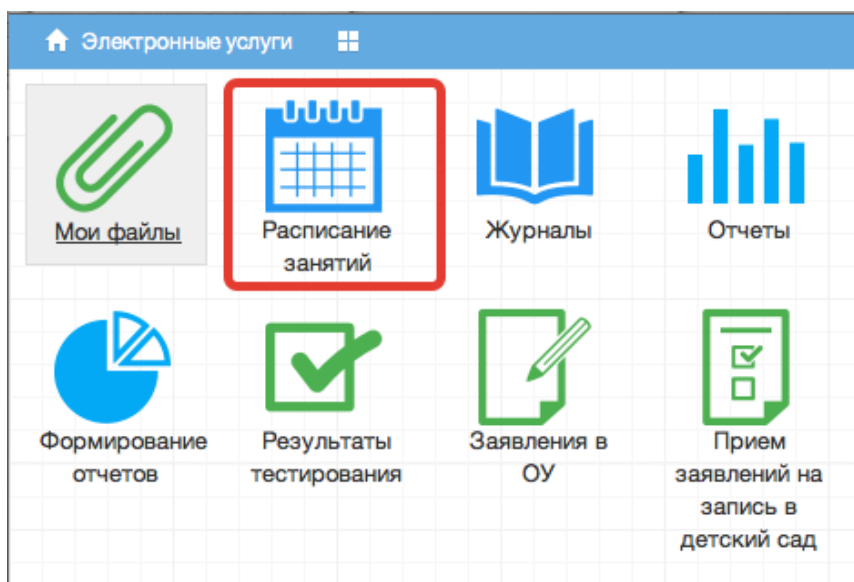 Электронные услуги
Мои файлы
Расписание
занятий
Журналы
Отчеты
Формирование
отчетов
Результаты
тестирования
Заявления в
ОУ
Прием
заявлений на
запись в
детский сад